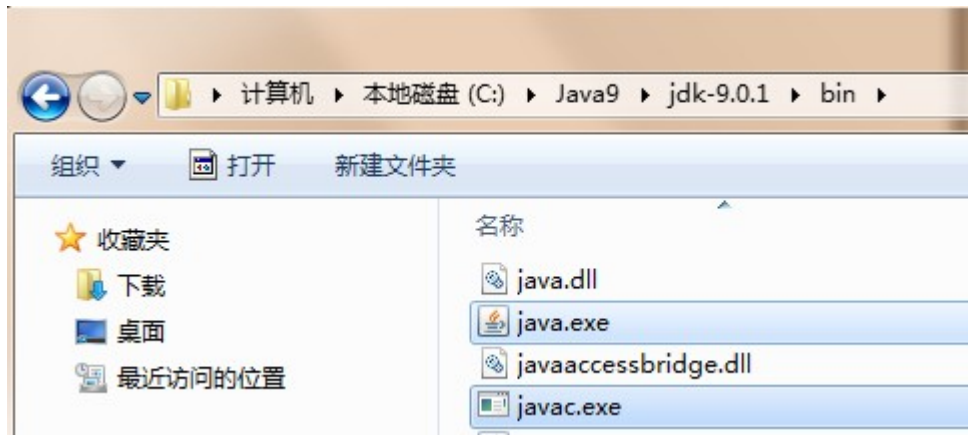 计算机 ▸ 本地磁盘 (C:) ▸ Java9 ▸ jdk-9.0.1 ▸ bin ▸
组织 打开 新建文件夹
收藏夹
下载
桌面
最近访问的位置
名称
java.dll
java.exe
javaaccessbridge.dll
javac.exe